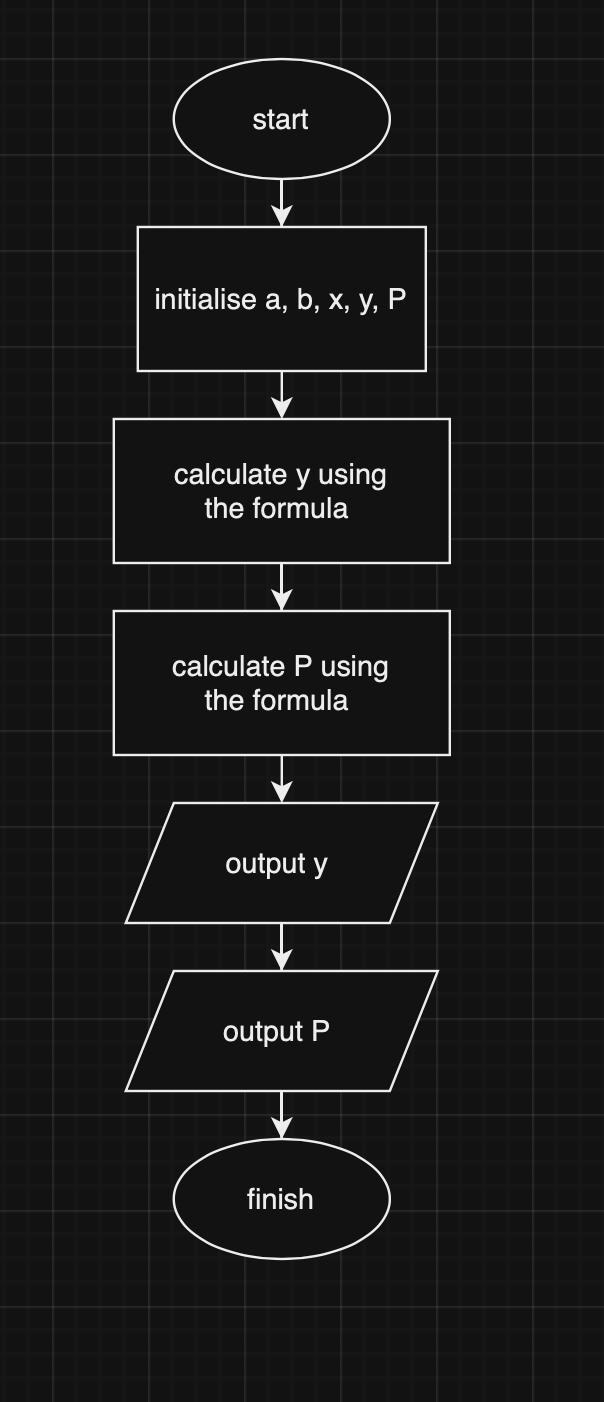 start
initialise a, b, x, y, P
calculate y using
the formula
calculate P using
the formula
output y
output P
finish